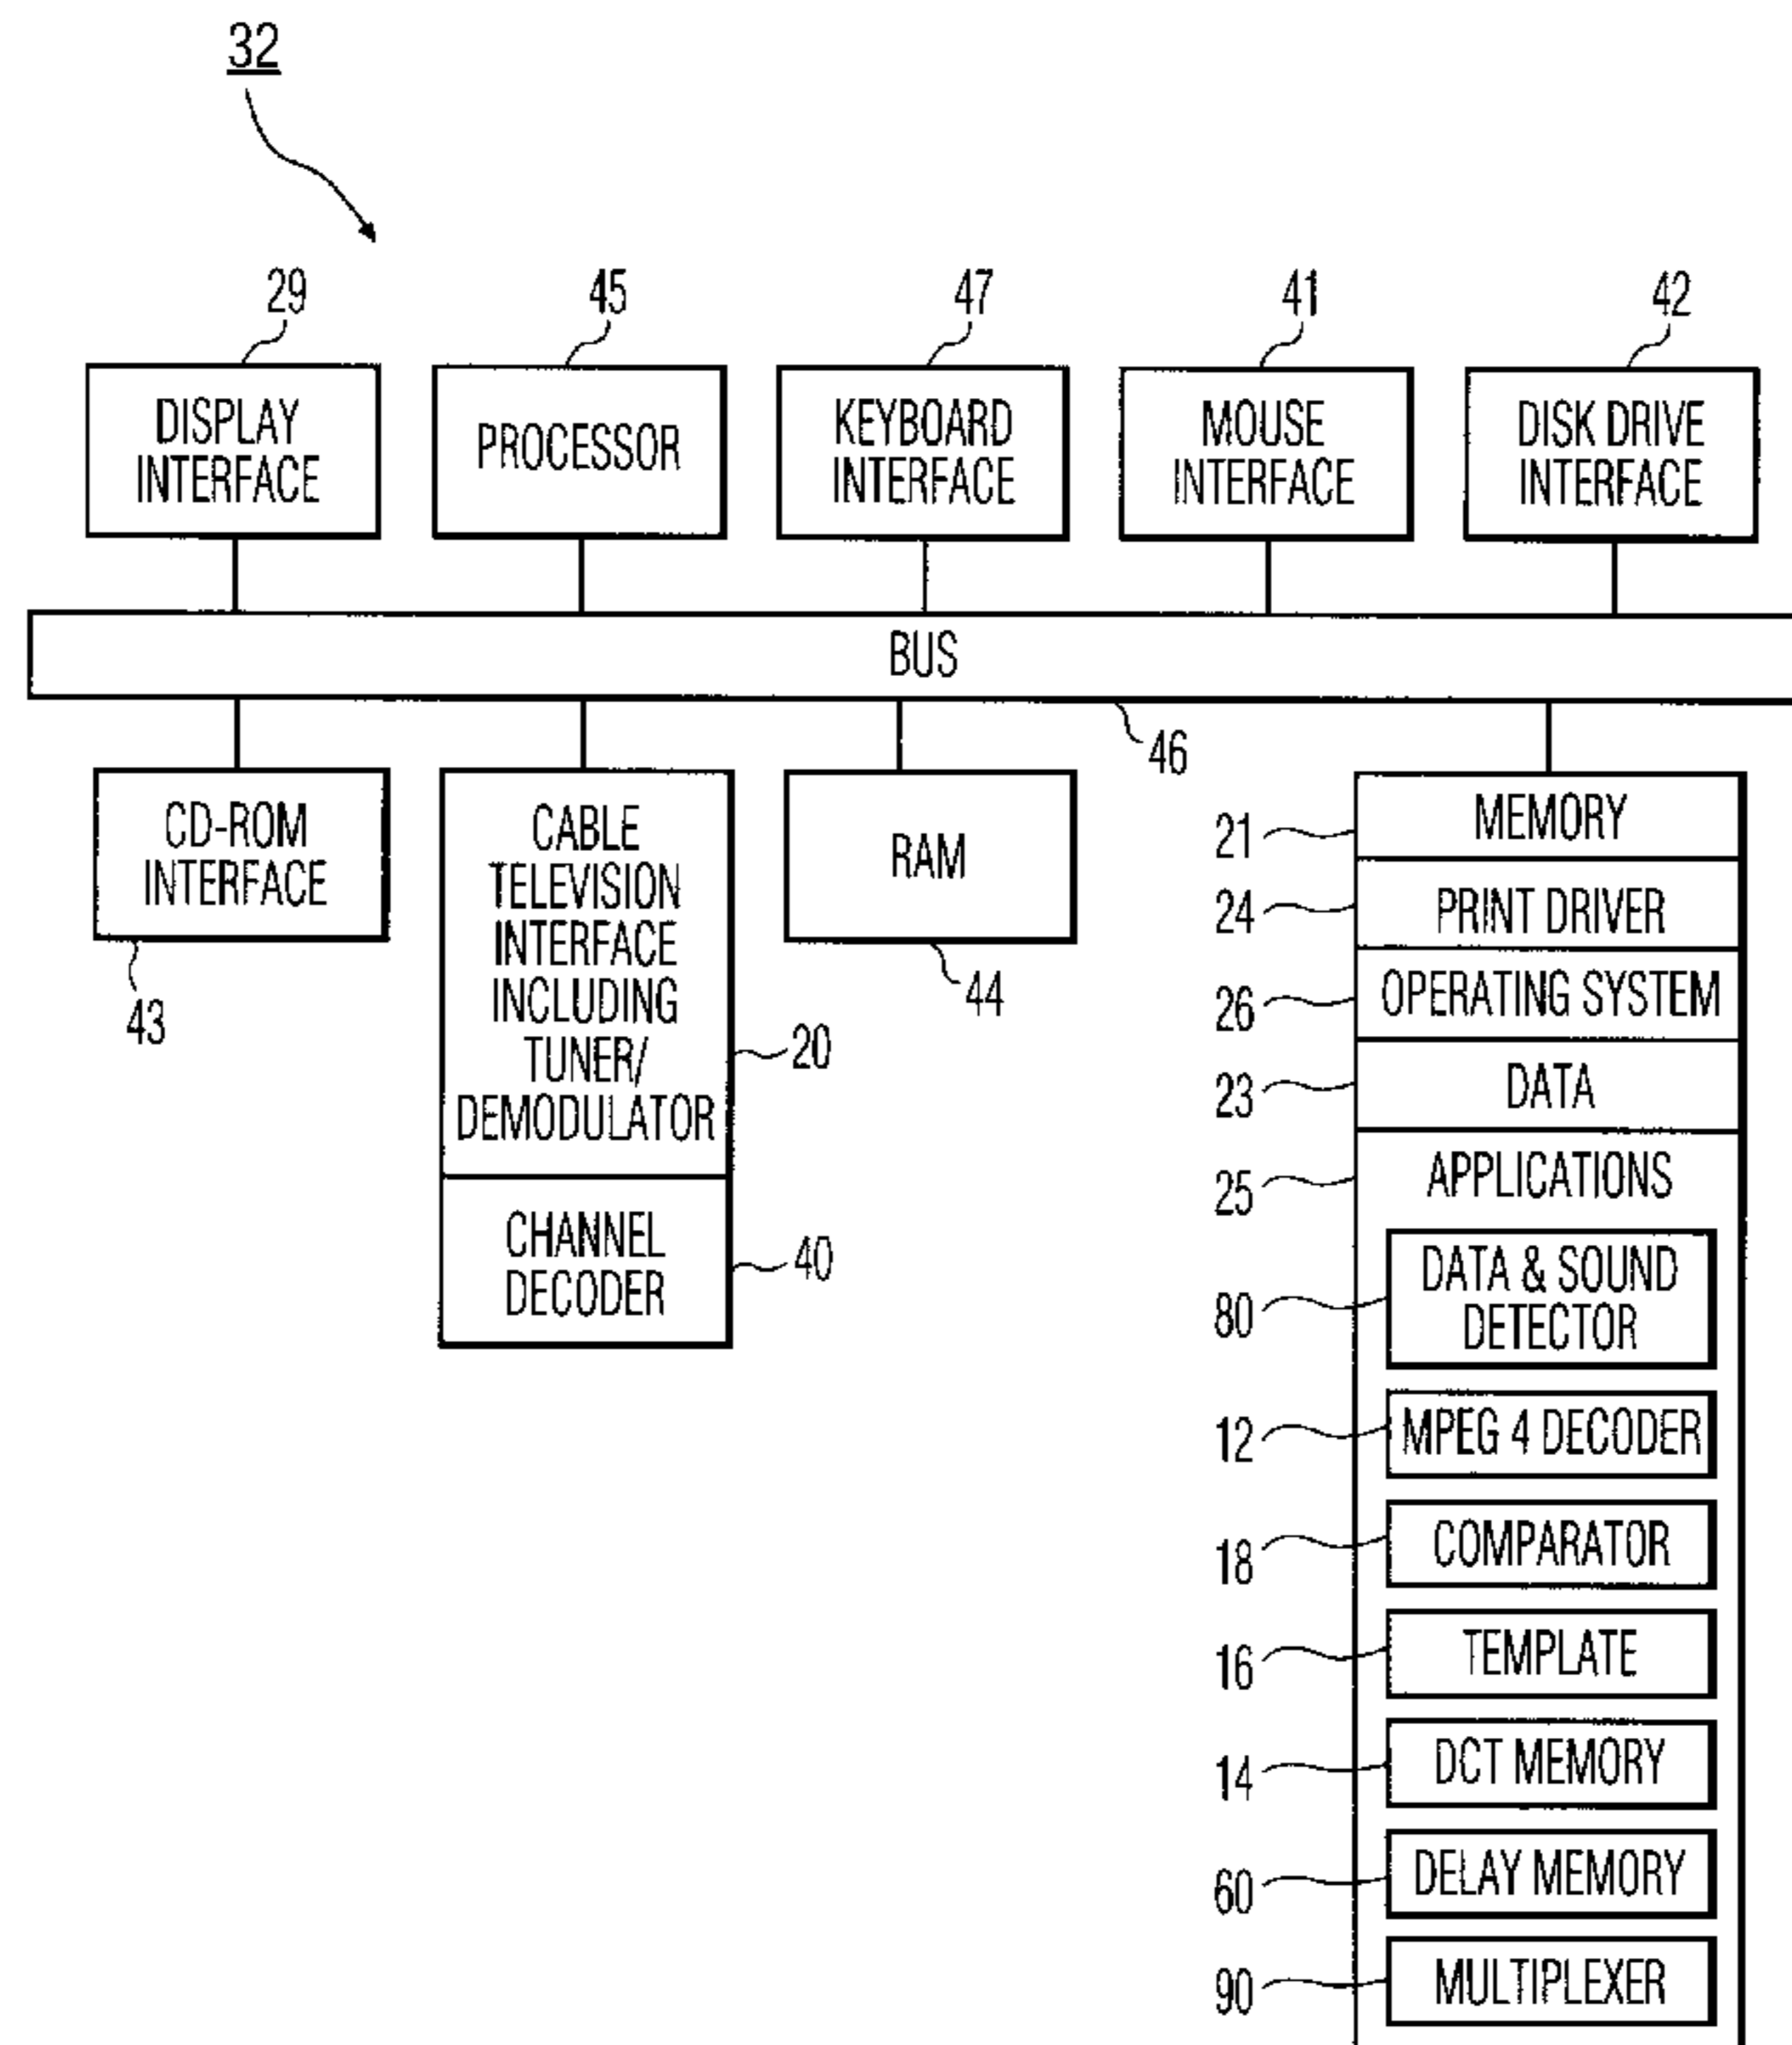 32
29
45
47
41
42
DISPLAY
INTERFACE
PROCESSOR
KEYBOARD
INTERFACE
MOUSE
INTERFACE
DISK DRIVE
INTERFACE
BUS
46
CD-ROM
INTERFACE
43
CABLE
TELEVISION
INTERFACE
INCLUDING
TUNER/
DEMODULATOR
20
CHANNEL
DECODER
40
RAM
44
21
MEMORY
24
PRINT DRIVER
26
OPERATING SYSTEM
23
DATA
25
APPLICATIONS
80
DATA & SOUND
DETECTOR
12
MPEG 4 DECODER
18
COMPARATOR
16
TEMPLATE
14
DCT MEMORY
60
DELAY MEMORY
90
MULTIPLEXER